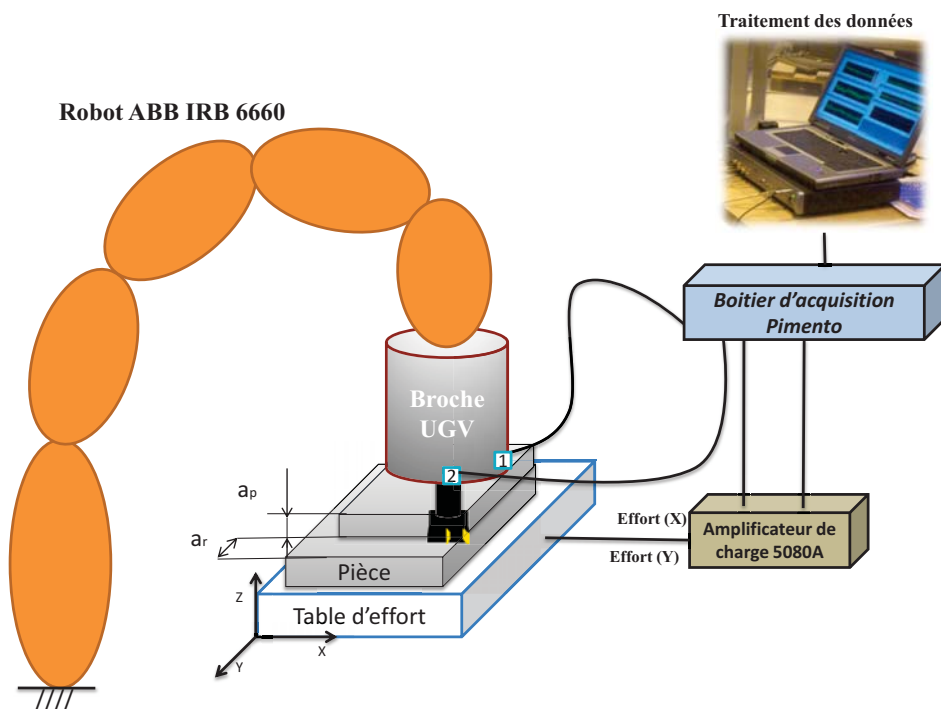 Traitement des données
Robot ABB IRB 6660
Boitier d'acquisition
Pimento
Broche
UGV
1
2
ap
ar
Effort (X)
Effort (Y)
Amplificateur de
charge 5080A
Pièce
Table d'effort
Z
X
Y